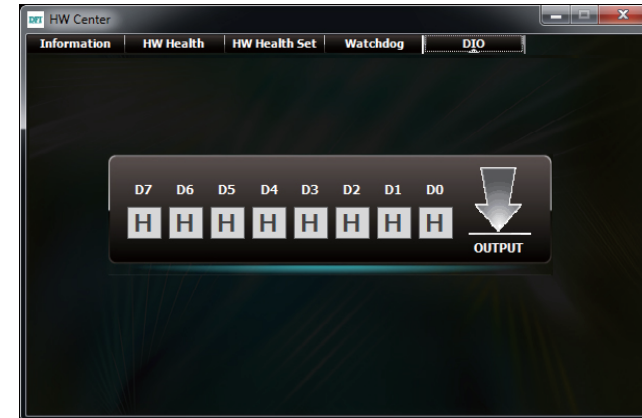 DFI HW Center
Information HW Health HW Health Set Watchdog DIO
D7 D6 D5 D4 D3 D2 D1 D0
H H H H H H H H
OUTPUT